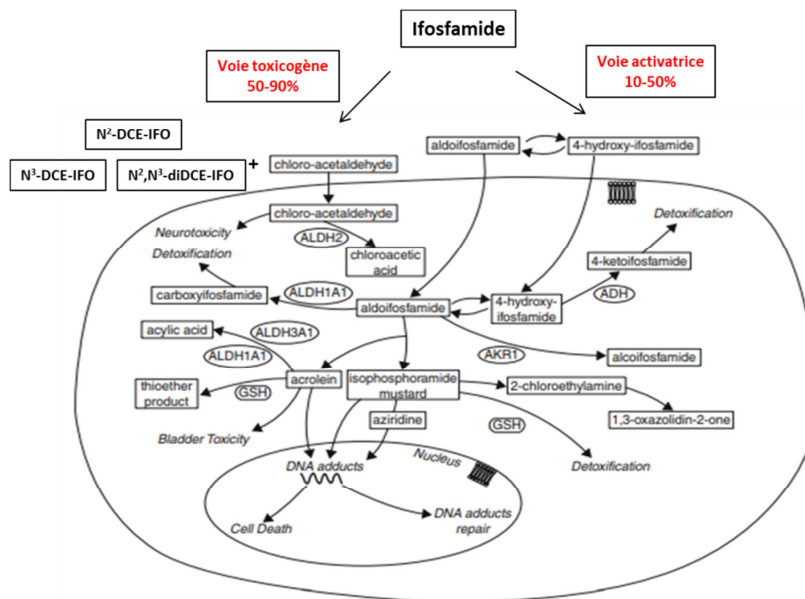 Ifosfamide
Voie toxicogène
50-90%
Voie activatrice
10-50%
N²-DCE-IFO
N³-DCE-IFO
N²,N³-diDCE-IFO
+
chloro-acetaldehyde
aldoifosfamide
4-hydroxy-ifosfamide
chloro-acetaldehyde
Neurotoxicity
ALDH2
Detoxification
Detoxification
chloroacetic
acid
4-ketoifosfamide
carboxyifosfamide
ALDH1A1
aldoifosfamide
4-hydroxy-
ifosfamide
ADH
acylic acid
ALDH3A1
ALDH1A1
AKR1
alcoifosfamide
thioether
product
GSH
acrolein
isophosphoramide
mustard
2-chloroethylamine
aziridine
GSH
1,3-oxazolidin-2-one
Bladder Toxicity
Nucleus
DNA adducts
Detoxification
Cell Death
DNA adducts
repair